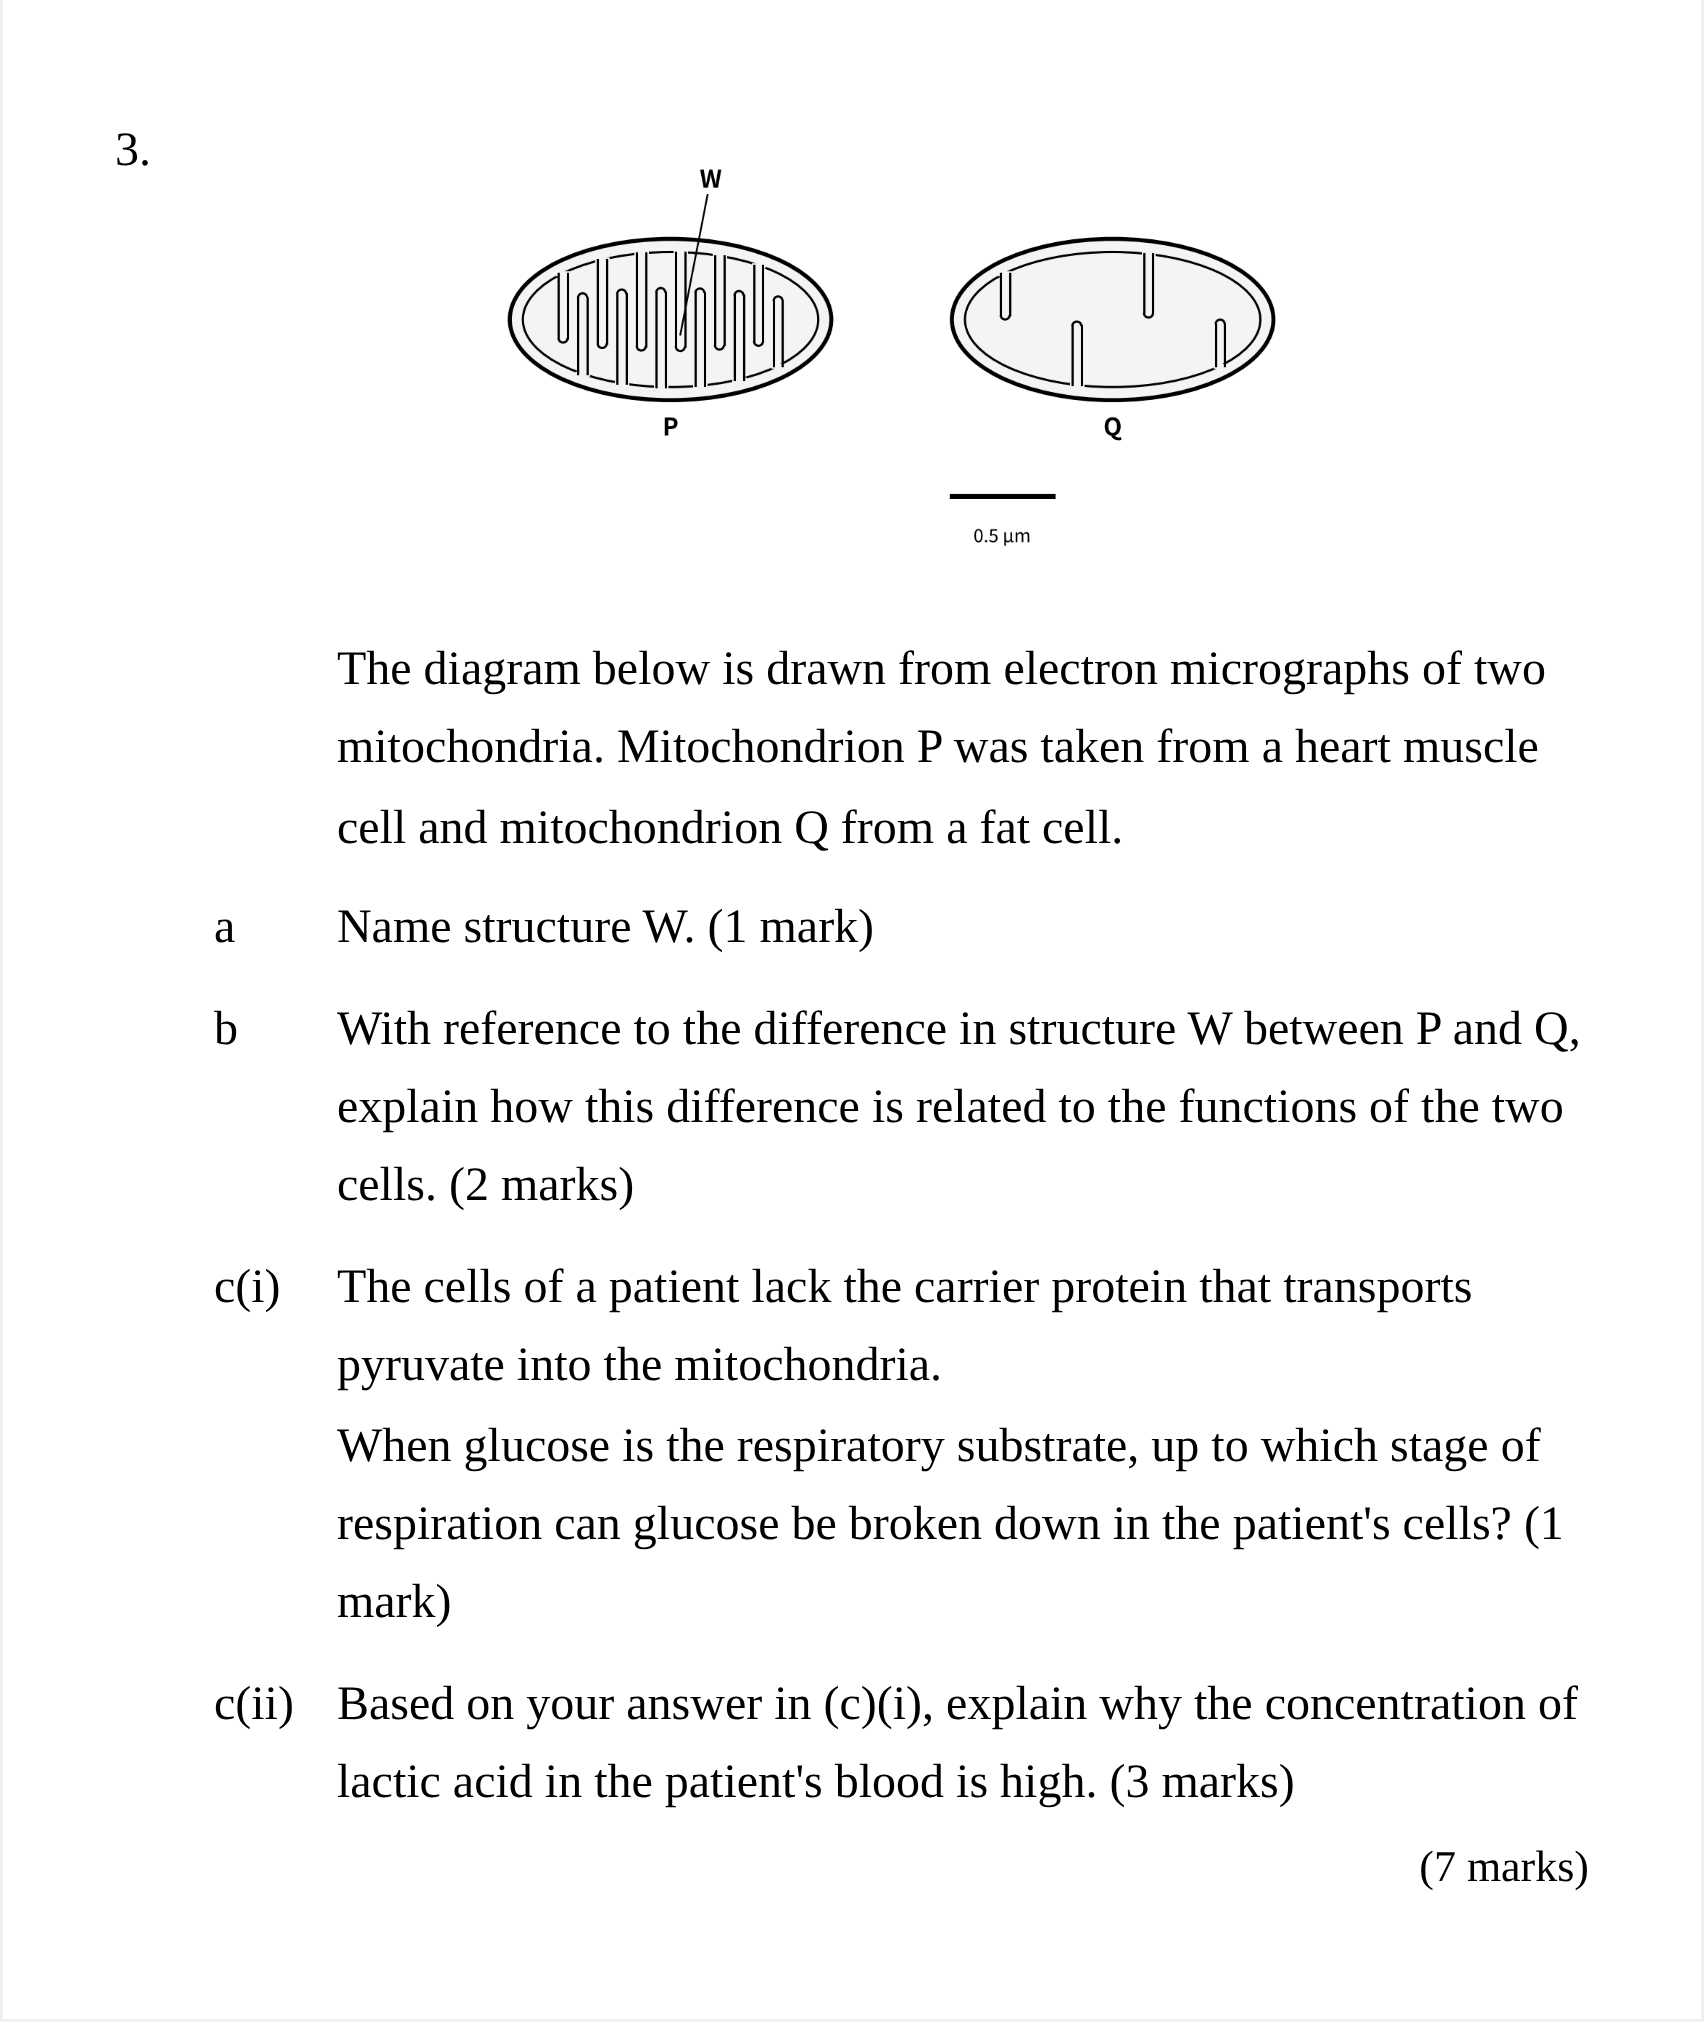 3.
W
P
Q
0.5 µm
The diagram below is drawn from electron micrographs of two
mitochondria. Mitochondrion P was taken from a heart muscle
cell and mitochondrion Q from a fat cell.
a Name structure W. (1 mark)
b With reference to the difference in structure W between P and Q,
explain how this difference is related to the functions of the two
cells. (2 marks)
c(i) The cells of a patient lack the carrier protein that transports
pyruvate into the mitochondria.
When glucose is the respiratory substrate, up to which stage of
respiration can glucose be broken down in the patient's cells? (1
mark)
c(ii) Based on your answer in (c)(i), explain why the concentration of
lactic acid in the patient's blood is high. (3 marks)
(7 marks)